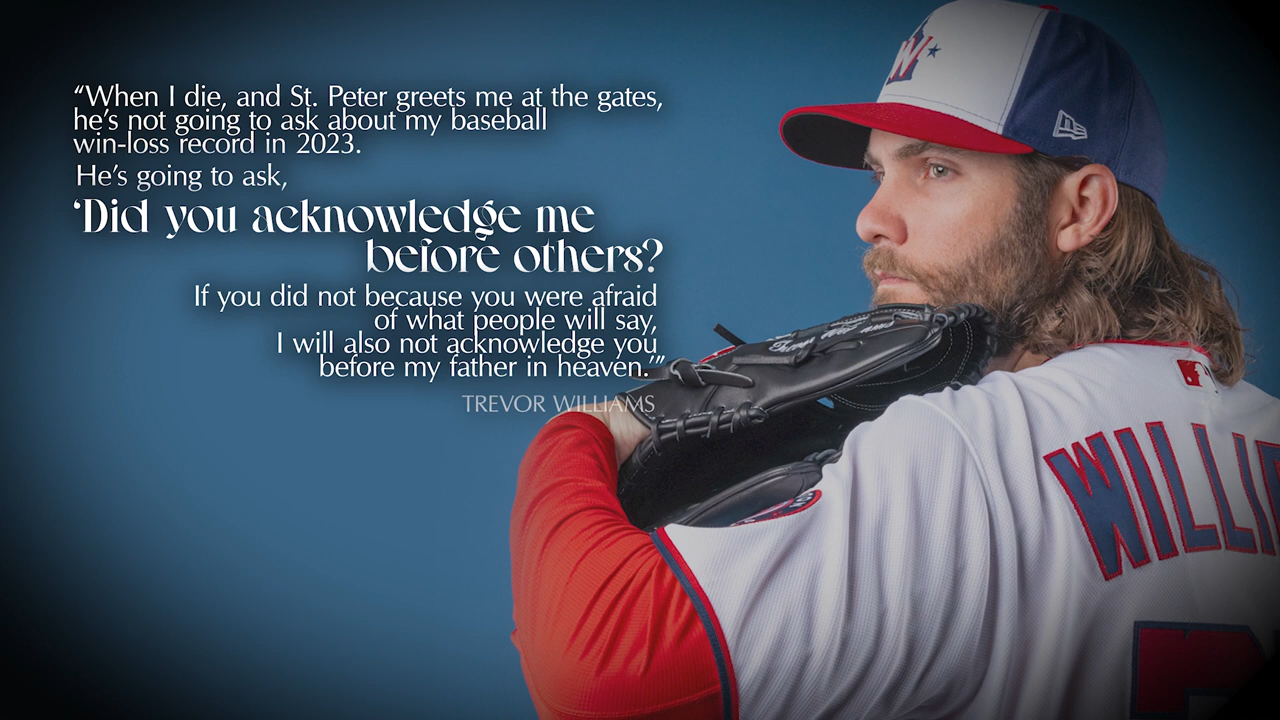 “When I die, and St. Peter greets me at the gates,
he’s not going to ask about my baseball
win-loss record in 2023.
He’s going to ask,
‘Did you acknowledge me
before others?
If you did not because you were afraid
of what people will say,
I will also not acknowledge you
before my father in heaven.’”
TREVOR WILLIAMS
W
WILLI